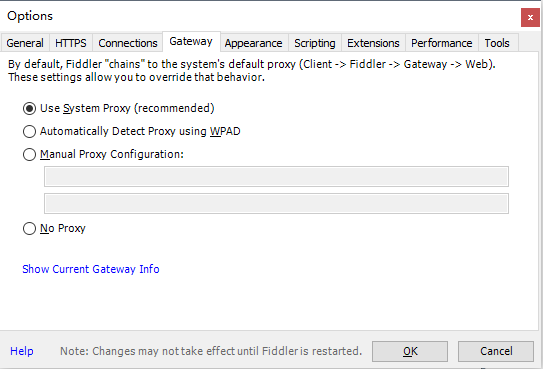 Options
x
General HTTPS Connections Gateway Appearance Scripting Extensions Performance Tools
By default, Fiddler "chains" to the system's default proxy (Client -> Fiddler -> Gateway -> Web).
These settings allow you to override that behavior.
Use System Proxy (recommended)
Automatically Detect Proxy using WPAD
Manual Proxy Configuration:
No Proxy
Show Current Gateway Info
Help Note: Changes may not take effect until Fiddler is restarted. OK Cancel